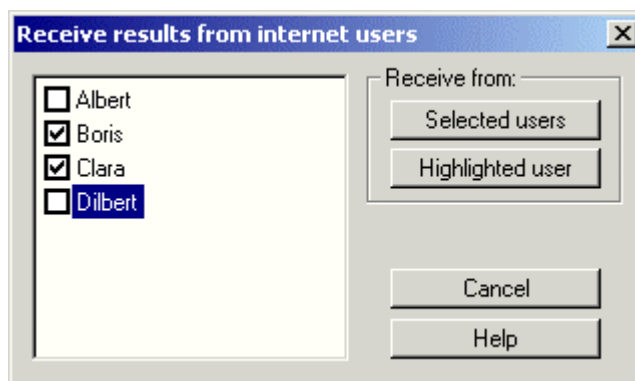 Receive results from internet users
Albert
Boris
Clara
Dilbert
Receive from:
Selected users
Highlighted user
Cancel
Help